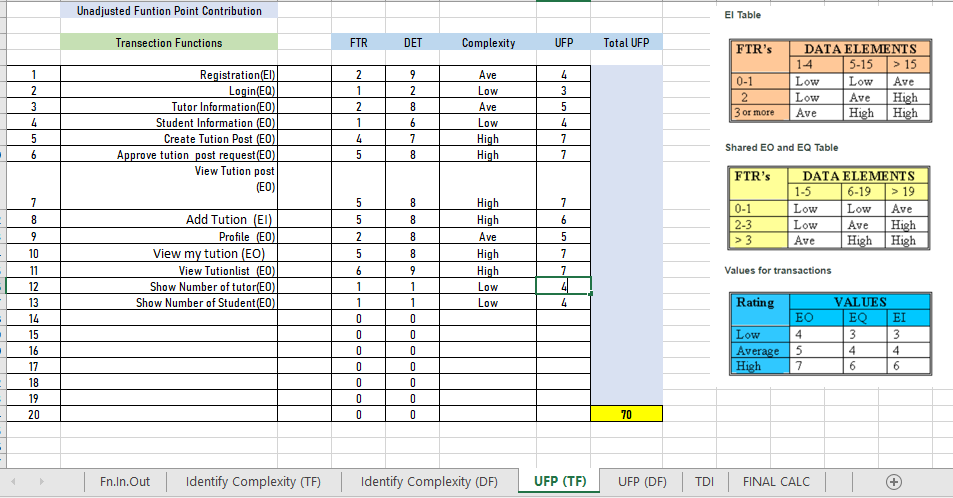 Unadjusted Funtion Point Contribution
Transection Functions FTR DET Complexity UFP Total UFP
1 Registration(EI) 2 9 Ave 4
2 Login(EQ) 1 2 Low 3
3 Tutor Information(EO) 2 8 Ave 5
4 Student Information (EO) 1 6 Low 4
5 Create Tution Post (EO) 4 7 High 7
6 Approve tution post request(EO) 5 8 High 7
View Tution post
(EO)
7 5 8 High 7
8 Add Tution (EI) 5 8 High 6
9 Profile (EO) 2 8 Ave 5
10 View my tution (EO) 5 8 High 7
11 View Tutionlist (EO) 6 9 High 7
12 Show Number of tutor(EO) 1 1 Low 4
13 Show Number of Student(EO) 1 1 Low 4
14 0 0
15 0 0
16 0 0
17 0 0
18 0 0
19 0 0
20 0 0 70
EI Table
FTR's DATA ELEMENTS
1-4 5-15 > 15
0-1 Low Low Ave
2 Low Ave High
3 or more Ave High High
Shared EO and EQ Table
FTR's DATA ELEMENTS
1-5 6-19 > 19
0-1 Low Low Ave
2-3 Low Ave High
> 3 Ave High High
Values for transactions
Rating VALUES
EO EQ EI
Low 4 3 3
Average 5 4 4
High 7 6 6
Fn.In.Out Identify Complexity (TF) Identify Complexity (DF) UFP (TF) UFP (DF) TDI FINAL CALC